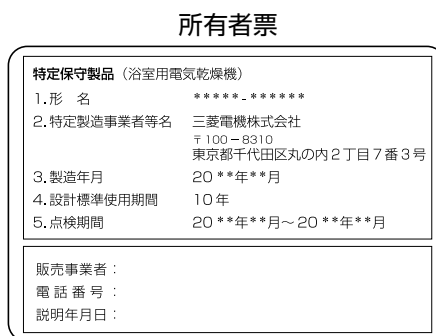 所有者票
特定保守製品（浴室用電気乾燥機）
1.形　名　*****-******
2.特定製造事業者等名　三菱電機株式会社
〒100－8310
東京都千代田区丸の内2丁目7番3号
3.製造年月　20**年**月
4.設計標準使用期間　10年
5.点検期間　20**年**月～20**年**月
販売事業者：
電話番号：
説明年月日：